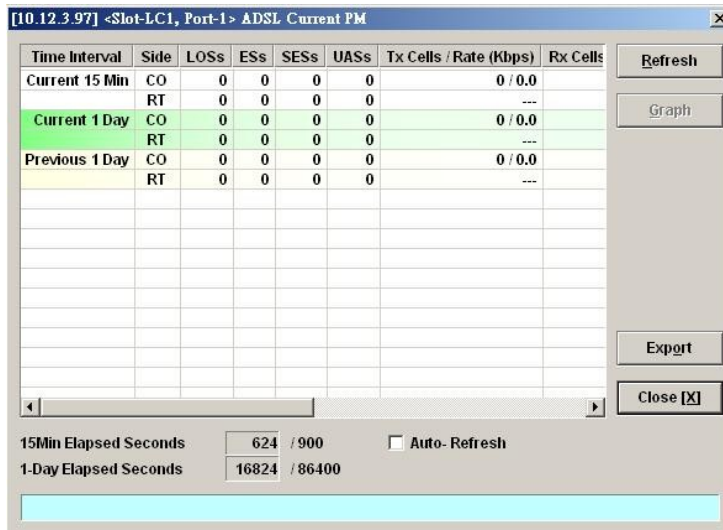 [10.12.3.97] <Slot-LC1, Port-1> ADSL Current PM
Time Interval Side LOSs ESs SESs UASs Tx Cells / Rate (Kbps) Rx Cells
Current 15 Min CO 0 0 0 0 0 / 0.0
RT 0 0 0 0 ---
Current 1 Day CO 0 0 0 0 0 / 0.0
RT 0 0 0 0 ---
Previous 1 Day CO 0 0 0 0 0 / 0.0
RT 0 0 0 0 ---
Refresh
Graph
Export
Close [X]
15Min Elapsed Seconds 624 / 900 Auto- Refresh
1-Day Elapsed Seconds 16824 / 86400